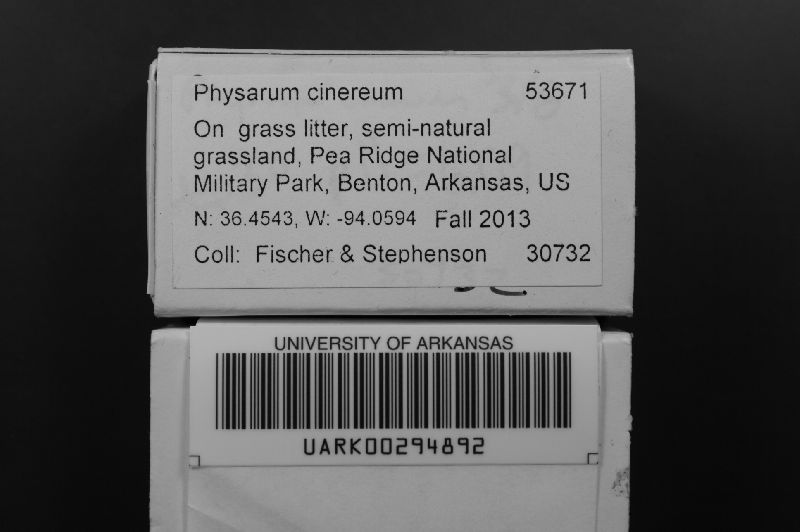 Physarum cinereum 53671
On grass litter, semi-natural
grassland, Pea Ridge National
Military Park, Benton, Arkansas, US
N: 36.4543, W: -94.0594 Fall 2013
Coll: Fischer & Stephenson 30732
UNIVERSITY OF ARKANSAS
UARK00294892